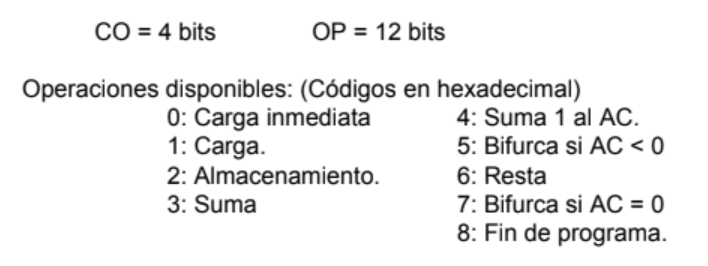 CO = 4 bits OP = 12 bits
Operaciones disponibles: (Códigos en hexadecimal)
0: Carga inmediata 4: Suma 1 al AC.
1: Carga. 5: Bifurca si AC < 0
2: Almacenamiento. 6: Resta
3: Suma 7: Bifurca si AC = 0
8: Fin de programa.